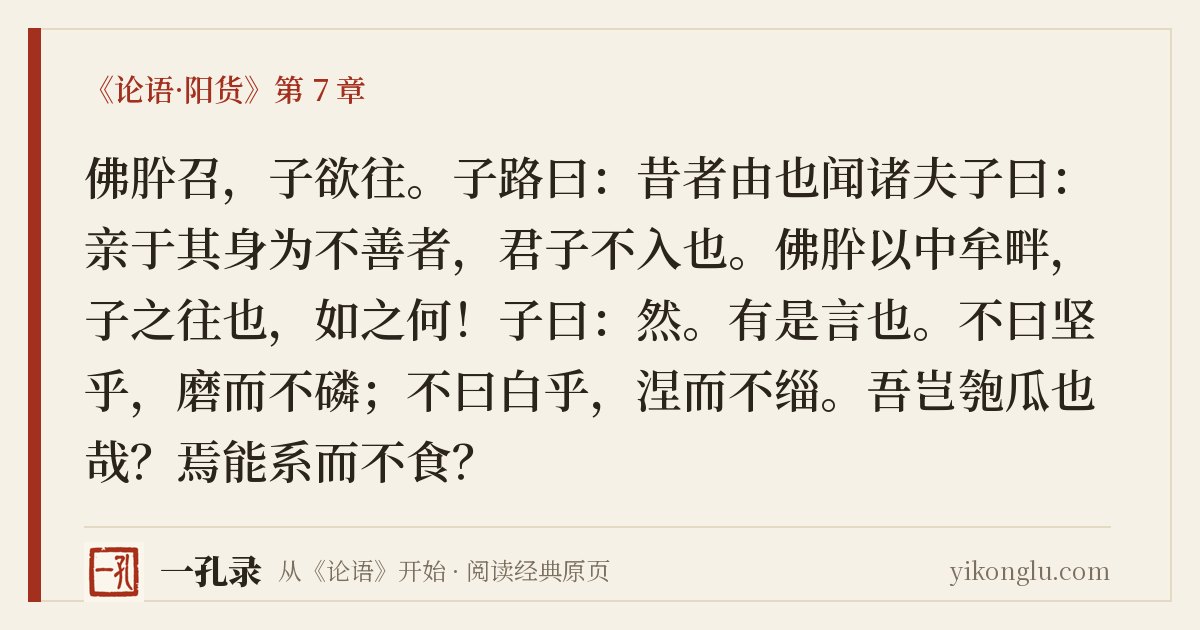 《论语·阳货》第 7 章
佛肸召，子欲往。子路曰：昔者由也闻诸夫子曰：
亲于其身为不善者，君子不入也。佛肸以中牟畔，
子之往也，如之何！子曰：然。有是言也。不曰坚
乎，磨而不磷；不曰白乎，涅而不缁。吾岂匏瓜也
哉？焉能系而不食？
一孔
一孔录 从《论语》开始 · 阅读经典原页 yikonglu.com